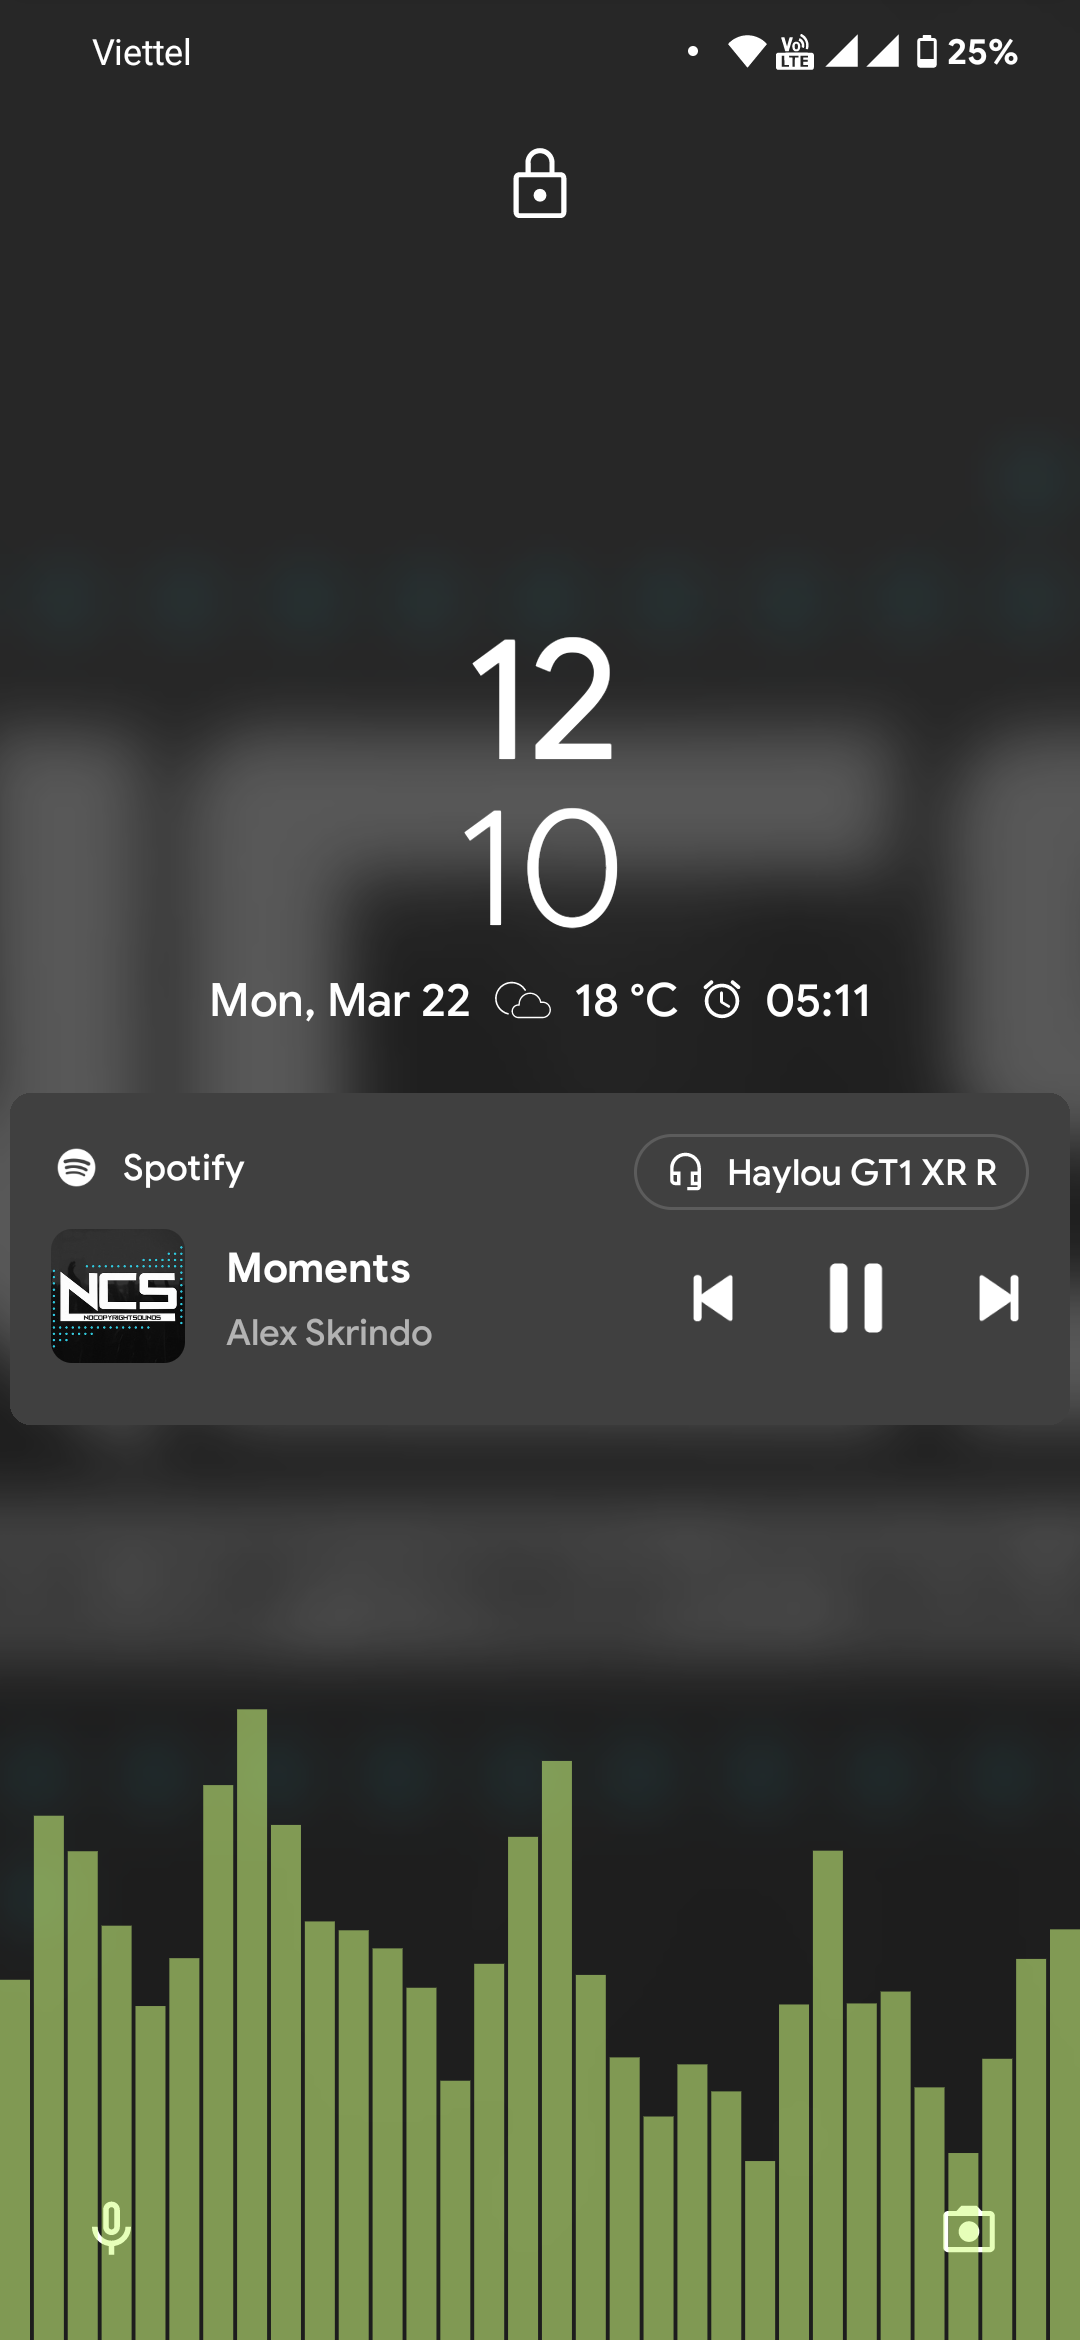 Viettel
Vo)) LTE 25%
12
10
Mon, Mar 22 18 °C 05:11
Spotify
Haylou GT1 XR R
NCS
NOCOPYRIGHTSOUNDS
Moments
Alex Skrindo